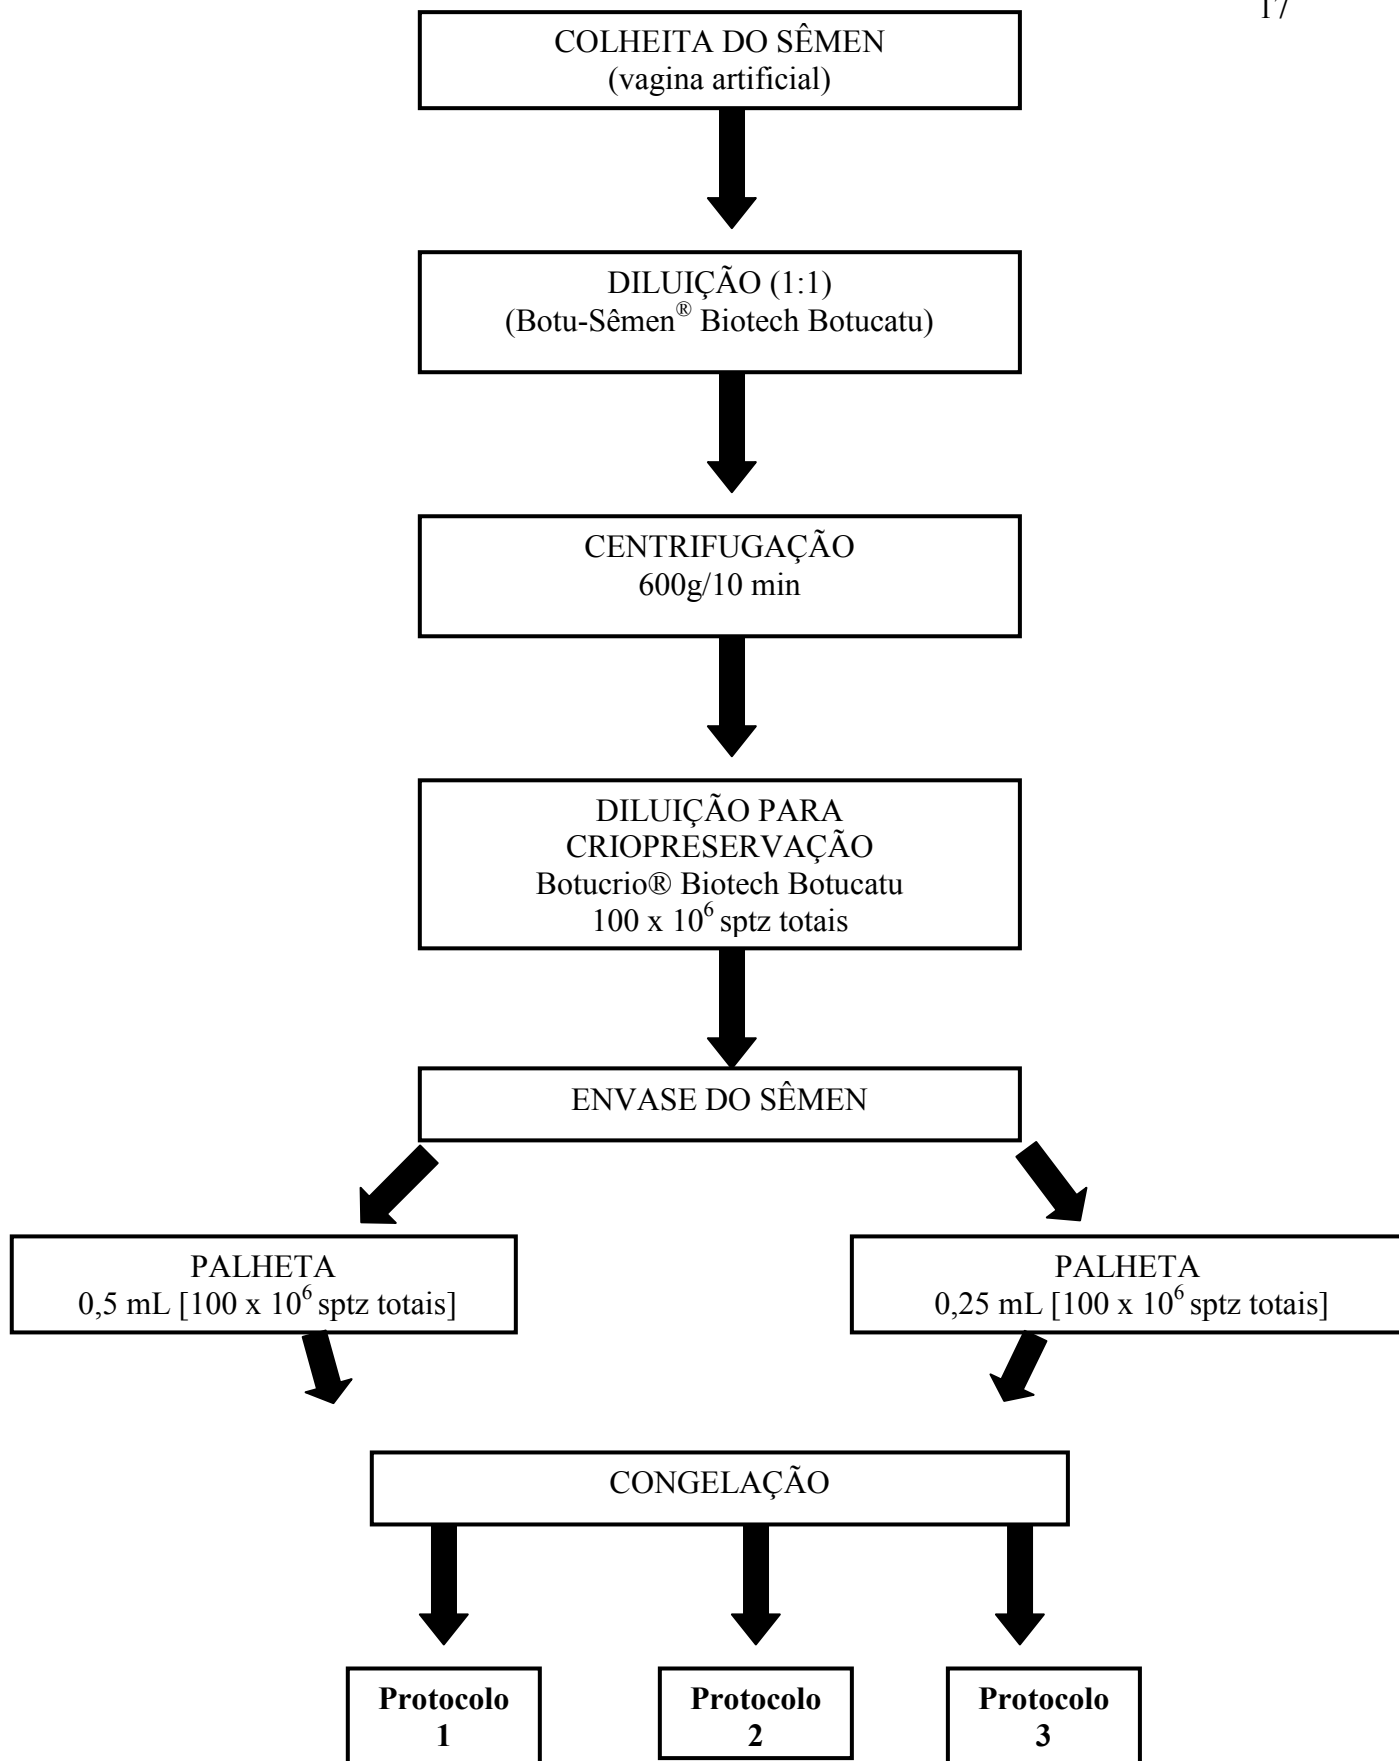 17
COLHEITA DO SÊMEN
(vagina artificial)
DILUIÇÃO (1:1)
(Botu-Sêmen® Biotech Botucatu)
CENTRIFUGAÇÃO
600g/10 min
DILUIÇÃO PARA
CRIOPRESERVAÇÃO
Botucrio® Biotech Botucatu
100 x 10⁶ sptz totais
ENVASE DO SÊMEN
PALHETA
0,5 mL [100 x 10⁶ sptz totais]
PALHETA
0,25 mL [100 x 10⁶ sptz totais]
CONGELAÇÃO
Protocolo
1
Protocolo
2
Protocolo
3